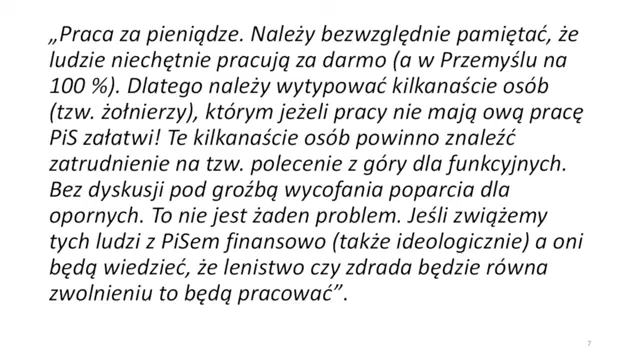 „Praca za pieniądze. Należy bezwzględnie pamiętać, że
ludzie niechętnie pracują za darmo (a w Przemyślu na
100 %). Dlatego należy wytypować kilkanaście osób
(tzw. żołnierzy), którym jeżeli pracy nie mają ową pracę
PiS załatwi! Te kilkanaście osób powinno znaleźć
zatrudnienie na tzw. polecenie z góry dla funkcyjnych.
Bez dyskusji pod groźbą wycofania poparcia dla
opornych. To nie jest żaden problem. Jeśli zwiążemy
tych ludzi z PiSem finansowo (także ideologicznie) a oni
będą wiedzieć, że lenistwo czy zdrada będzie równa
zwolnieniu to będą pracować”.
7